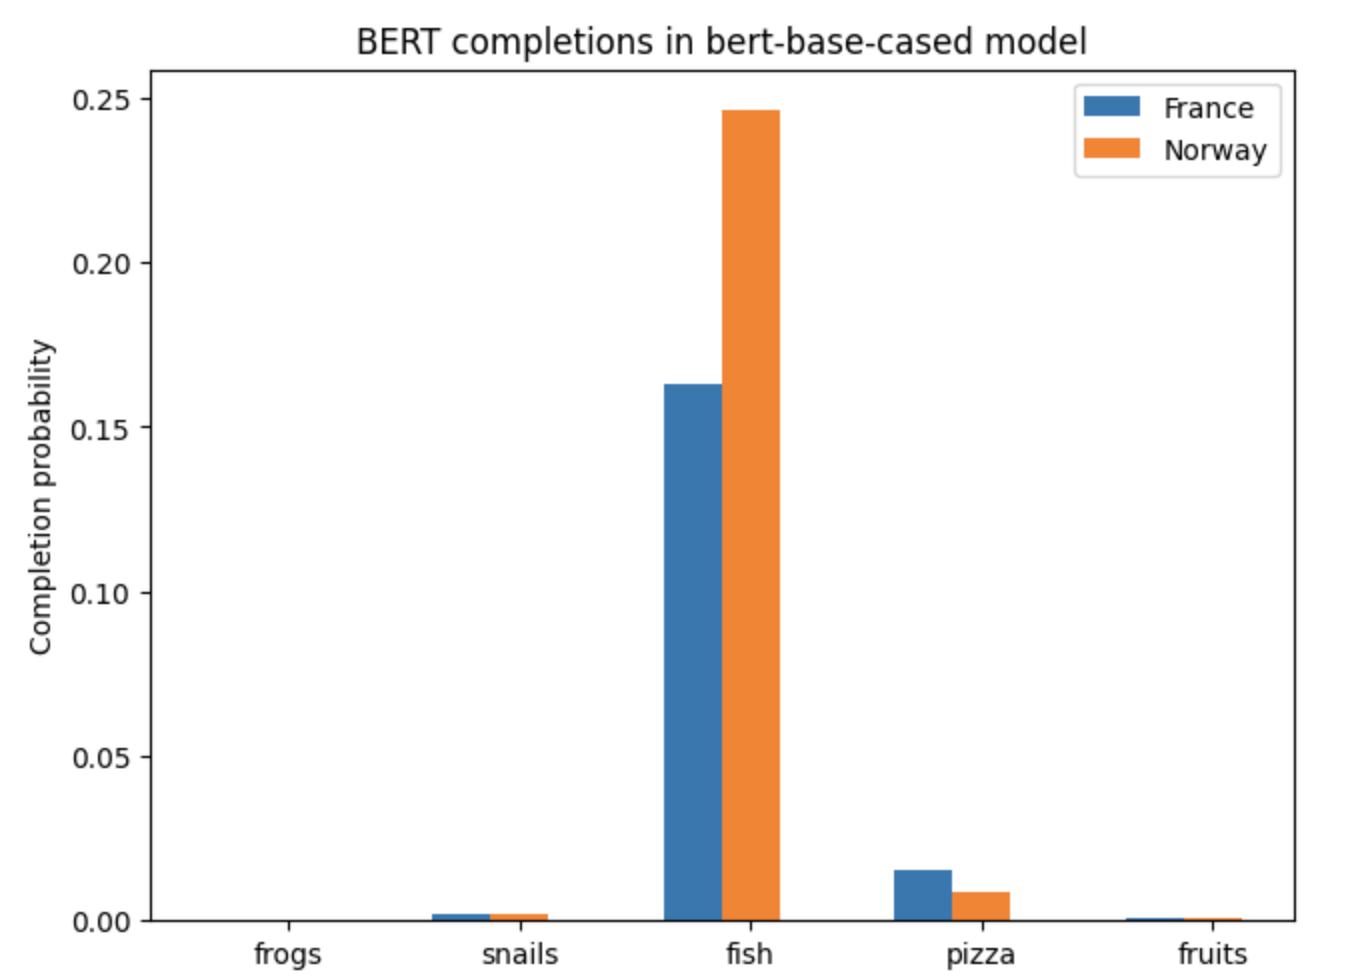 BERT completions in bert-base-cased model
France
Norway
Completion probability
0.25
0.20
0.15
0.10
0.05
0.00
frogs snails fish pizza fruits